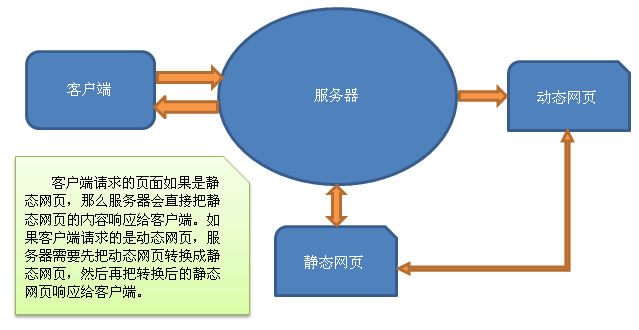 客户端
服务器
动态网页
客户端请求的页面如果是静
态网页，那么服务器会直接把静
态网页的内容响应给客户端。如
果客户端请求的是动态网页，服
务器需要先把动态网页转换成静
态网页，然后再把转换后的静态
网页响应给客户端。
静态网页